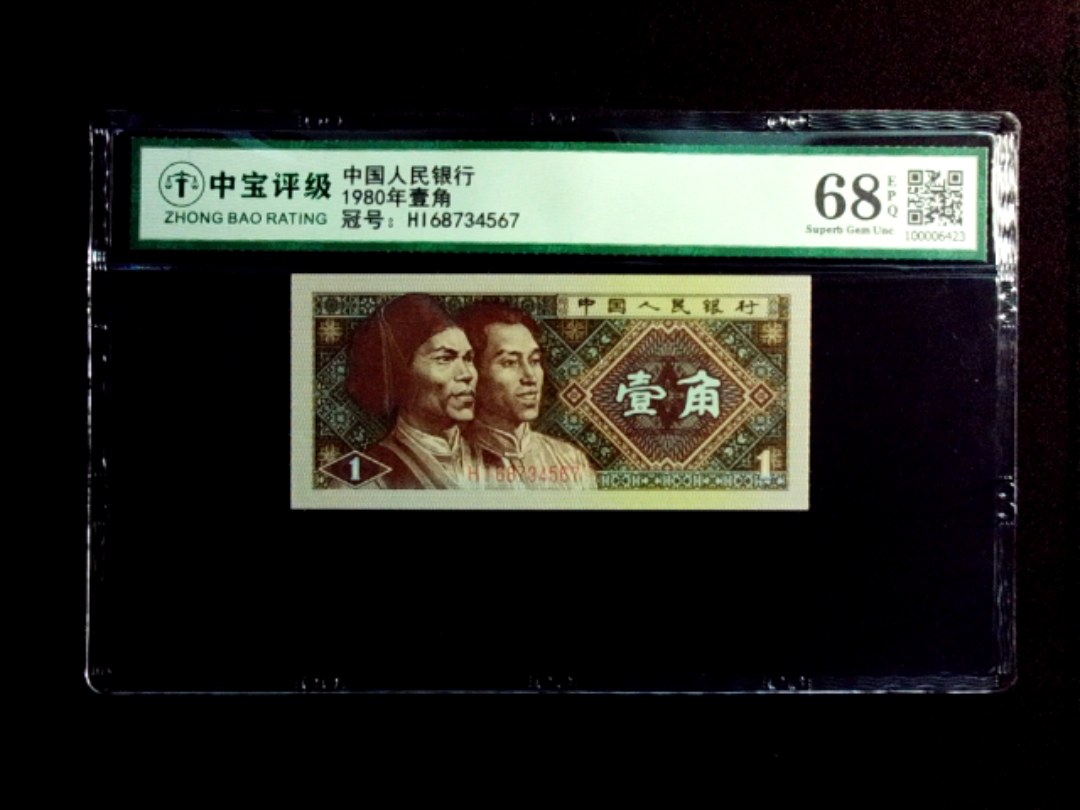 中宝评级
ZHONG BAO RATING
中国人民银行
1980年壹角
冠号：HI68734567
68
EPQ
Superb Gem Unc
100006423
中国人民银行
壹角
1
HI68734567
1